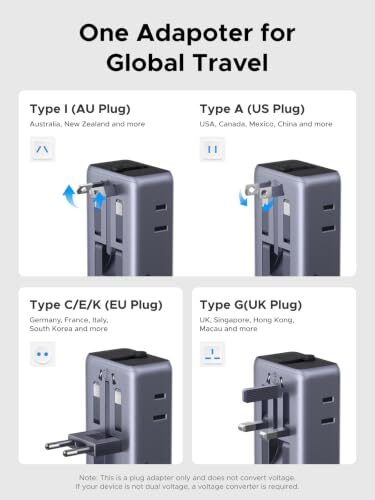 One Adapoter for
Global Travel
Type I (AU Plug)
Australia, New Zealand and more
Type A (US Plug)
USA, Canada, Mexico, China and more
Type C/E/K (EU Plug)
Germany, France, Italy,
South Korea and more
Type G(UK Plug)
UK, Singapore, Hong Kong,
Macau and more
Note: This is a plug adapter only and does not convert voltage.
If your device is not dual voltage, a voltage converter is required.